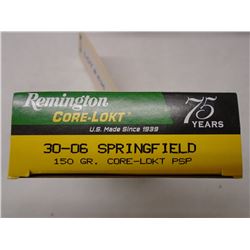 Remington
CORE-LOKT
U.S. Made Since 1939
75
YEARS
30-06 SPRINGFIELD
150 GR. CORE-LOKT PSP